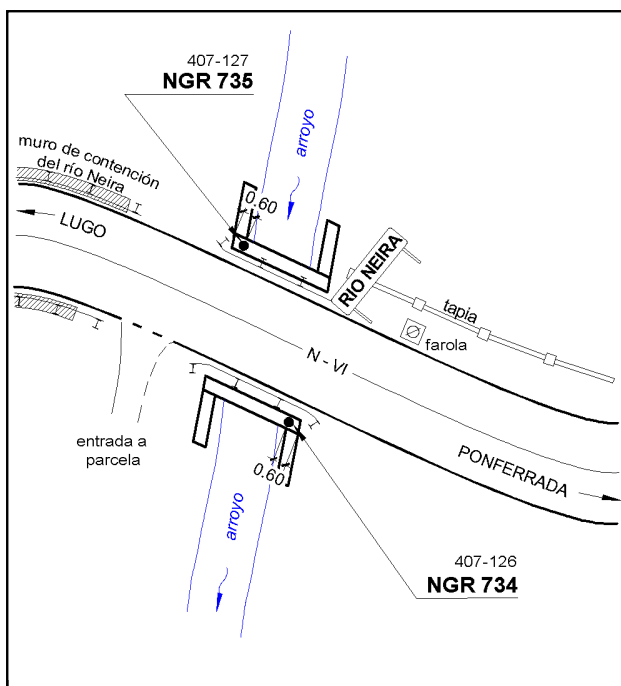 407-127
NGR 735
arroyo
muro de contención
del río Neira
0.60
LUGO
RIO NEIRA
tapia
farola
N - VI
entrada a
parcela
PONFERRADA
0.60
arroyo
407-126
NGR 734